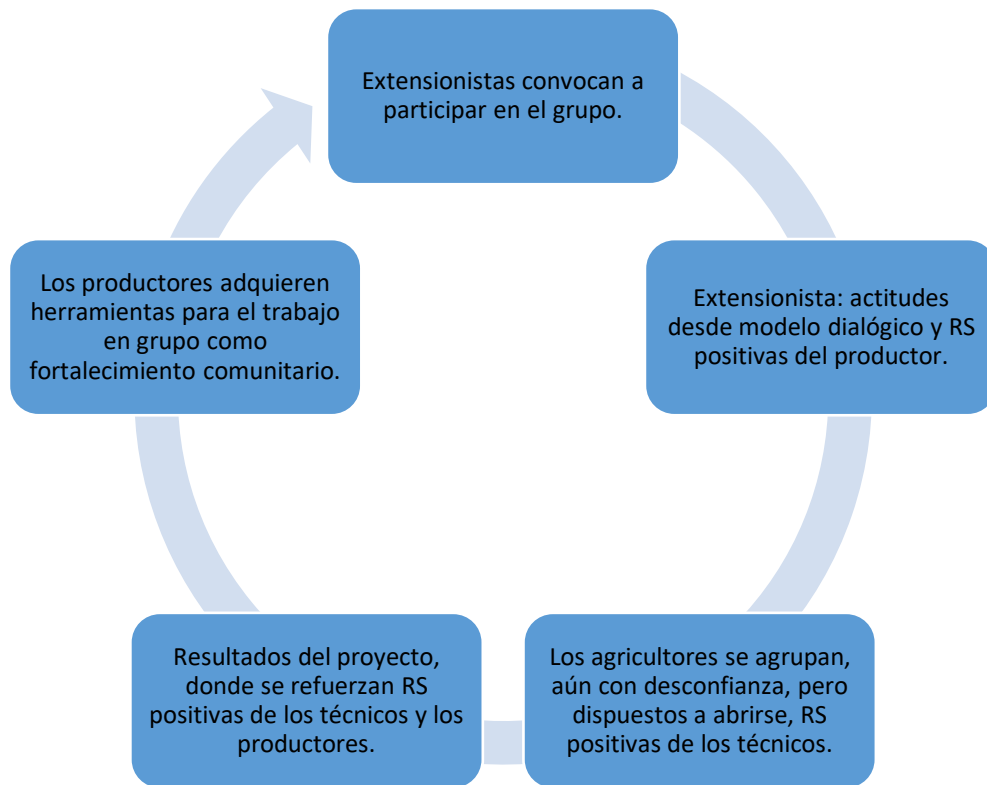 Extensionistas convocan a
participar en el grupo.
Extensionista: actitudes
desde modelo dialógico y RS
positivas del productor.
Los agricultores se agrupan,
aún con desconfianza, pero
dispuestos a abrirse, RS
positivas de los técnicos.
Resultados del proyecto,
donde se refuerzan RS
positivas de los técnicos y los
productores.
Los productores adquieren
herramientas para el trabajo
en grupo como
fortalecimiento comunitario.